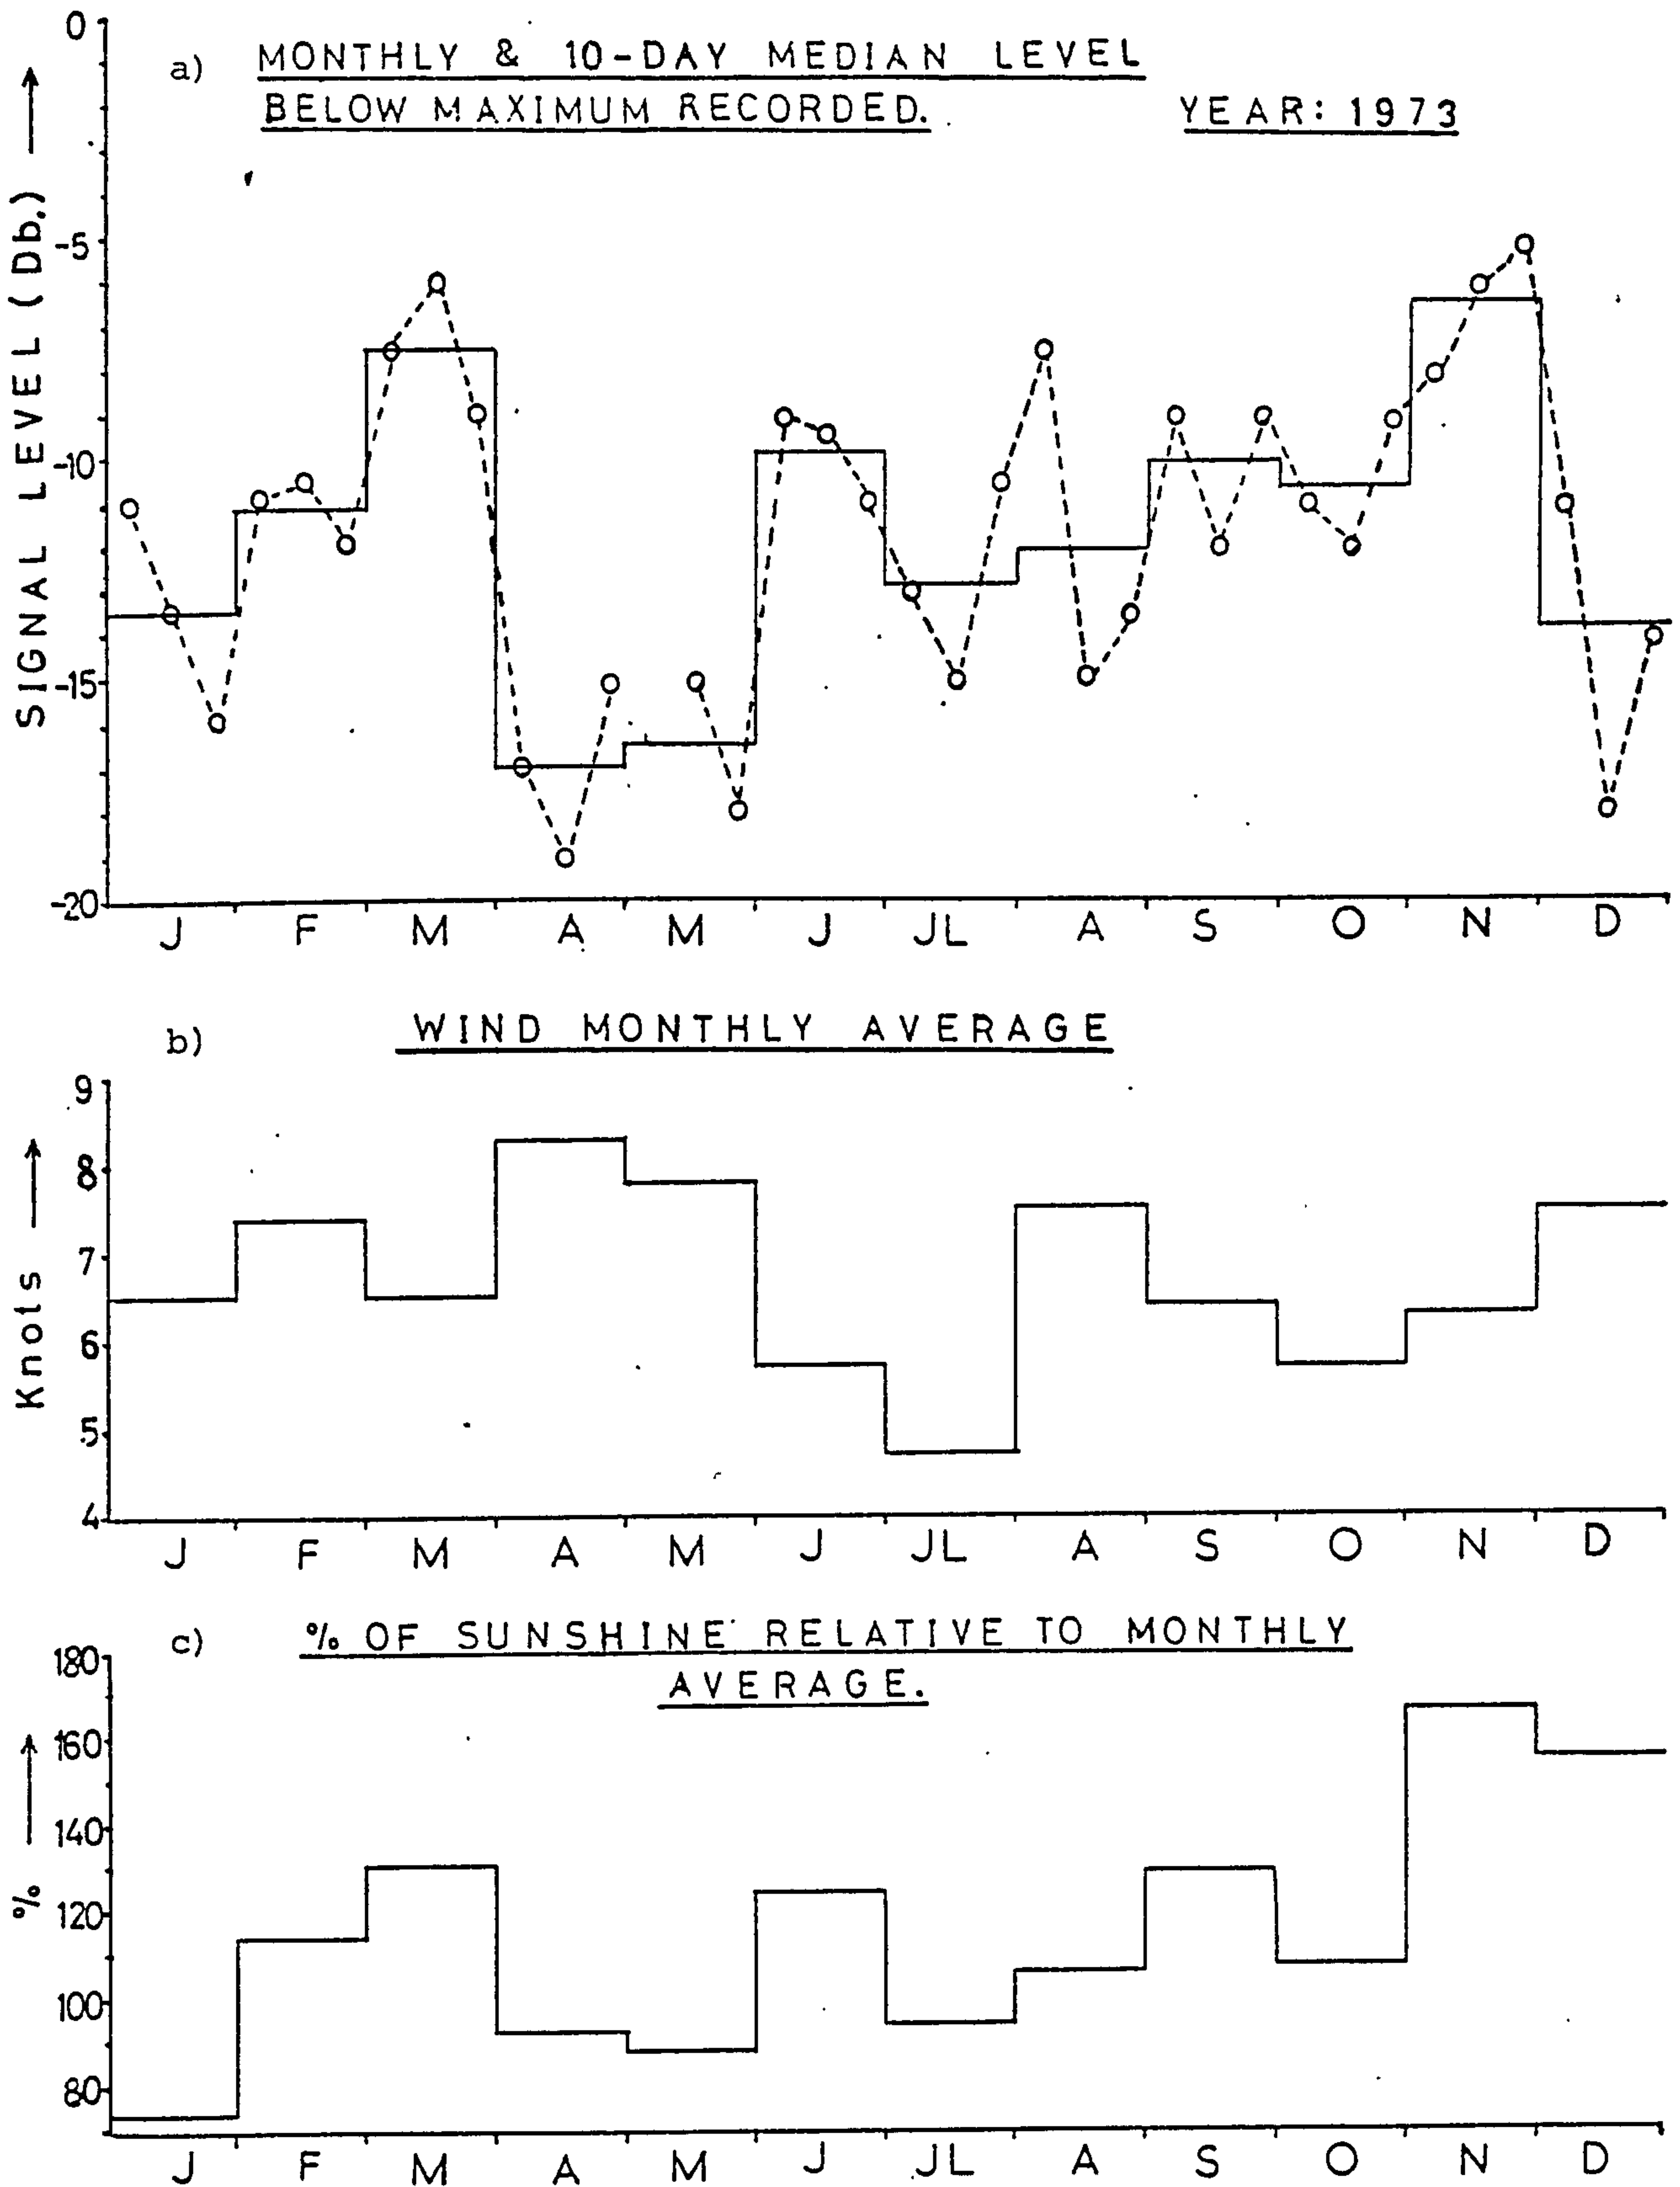 a) MONTHLY & 10-DAY MEDIAN LEVEL
BELOW MAXIMUM RECORDED.
YEAR: 1973
SIGNAL LEVEL (Db.)
0
-5
-10
-15
-20
J F M A M J JL A S O N D
b) WIND MONTHLY AVERAGE
Knots
9
8
7
6
5
4
J F M A M J JL A S O N D
c) % OF SUNSHINE RELATIVE TO MONTHLY
AVERAGE.
%
180
160
140
120
100
80
J F M A M J JL A S O N D